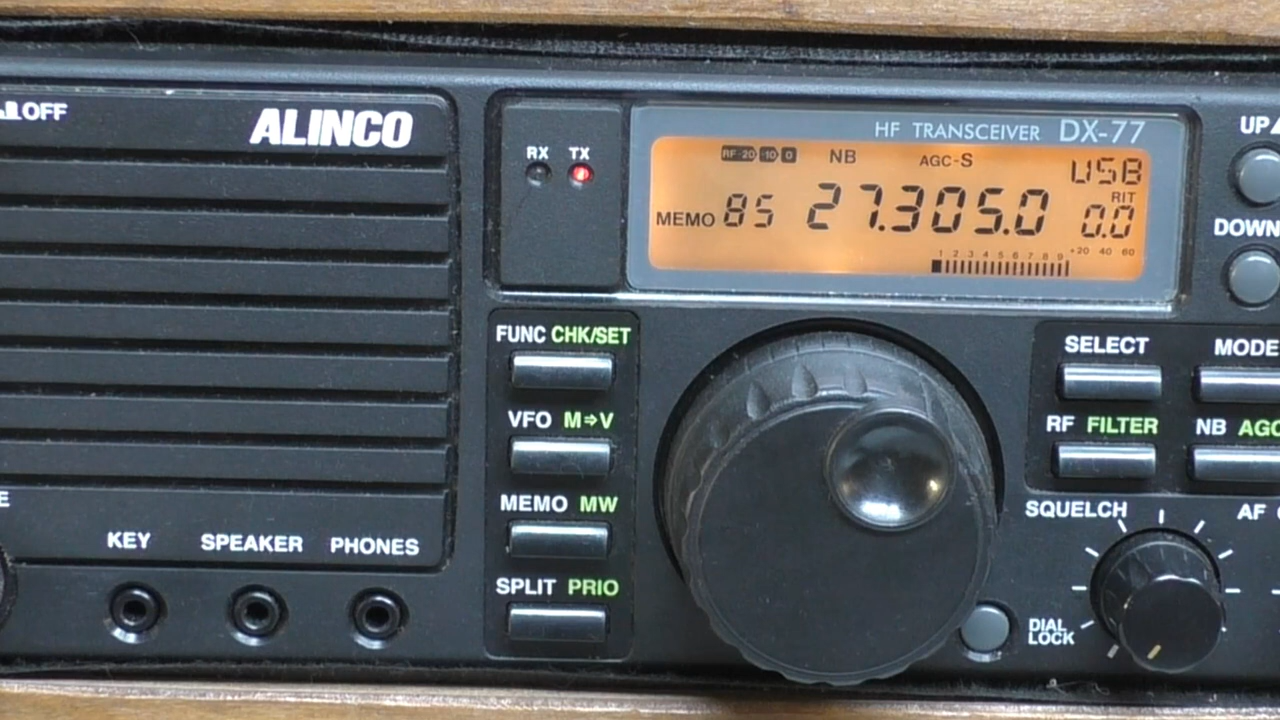 OFF
ALINCO
RX TX
HF TRANSCEIVER DX-77
RF-20 -10 0 NB AGC-S USB
RIT
MEMO 85 27.305.0 0.0
1 2 3 4 5 6 7 8 9 +20 40 60
UP
DOWN
FUNC CHK/SET
VFO M⇨V
MEMO MW
SPLIT PRIO
SELECT MODE
RF FILTER NB AGC
SQUELCH AF
DIAL
LOCK
KEY SPEAKER PHONES